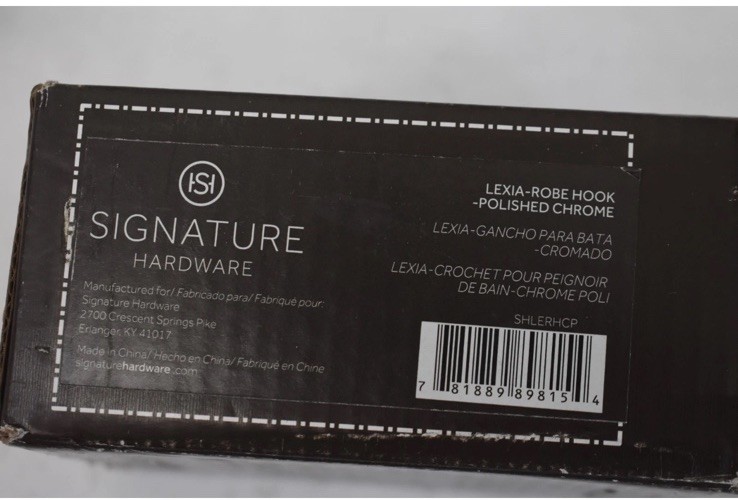 SIGNATURE
HARDWARE
Manufactured for/ Fabricado para/ Fabriqué pour:
Signature Hardware
2700 Crescent Springs Pike
Erlanger, KY 41017
Made in China/ Hecho en China/ Fabriqué en Chine
signaturehardware.com
LEXIA-ROBE HOOK
-POLISHED CHROME
LEXIA-GANCHO PARA BATA
-CROMADO
LEXIA-CROCHET POUR PEIGNOIR
DE BAIN-CHROME POLI
SHLERHCP
7 81889 89815 4